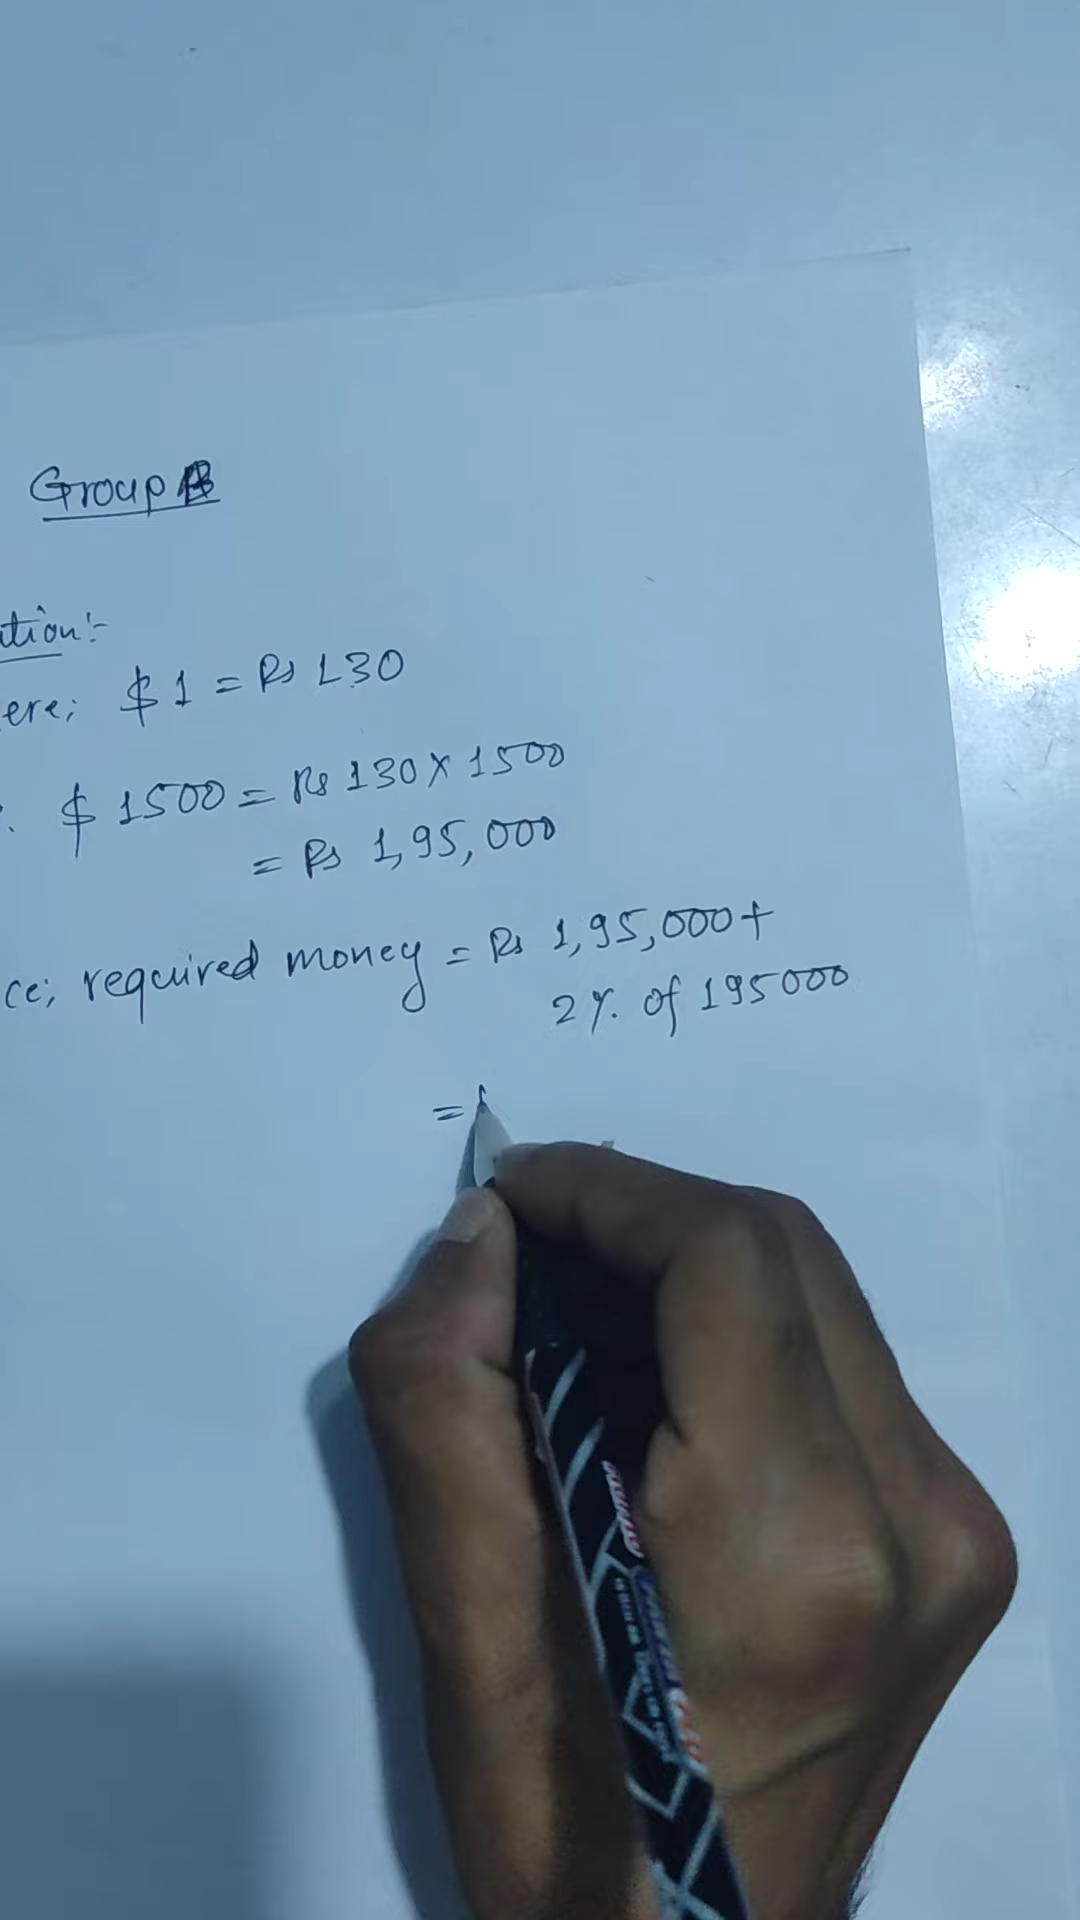 Group B
ation:-
ere; $1 = Rs 130
$ 1500 = Rs 130 × 1500
= Rs 1,95,000
ce; required money = Rs 1,95,000 +
2% of 195000
=